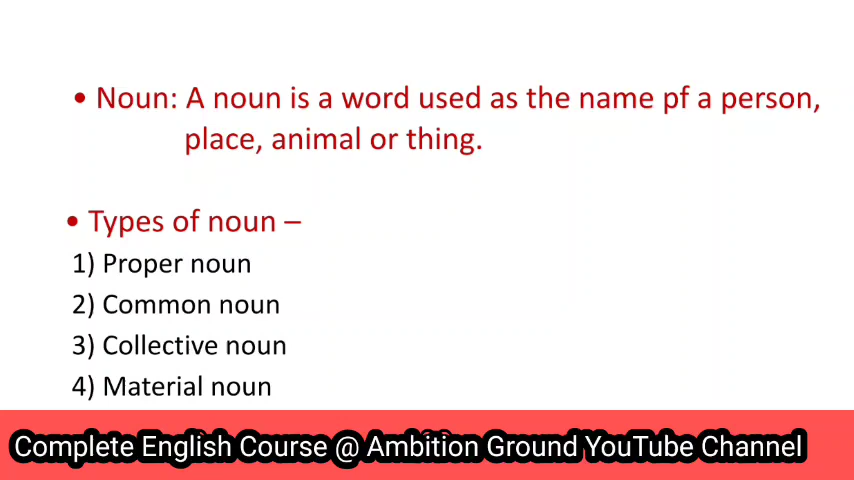 • Noun: A noun is a word used as the name pf a person,
place, animal or thing.
• Types of noun –
1) Proper noun
2) Common noun
3) Collective noun
4) Material noun
Complete English Course @ Ambition Ground YouTube Channel